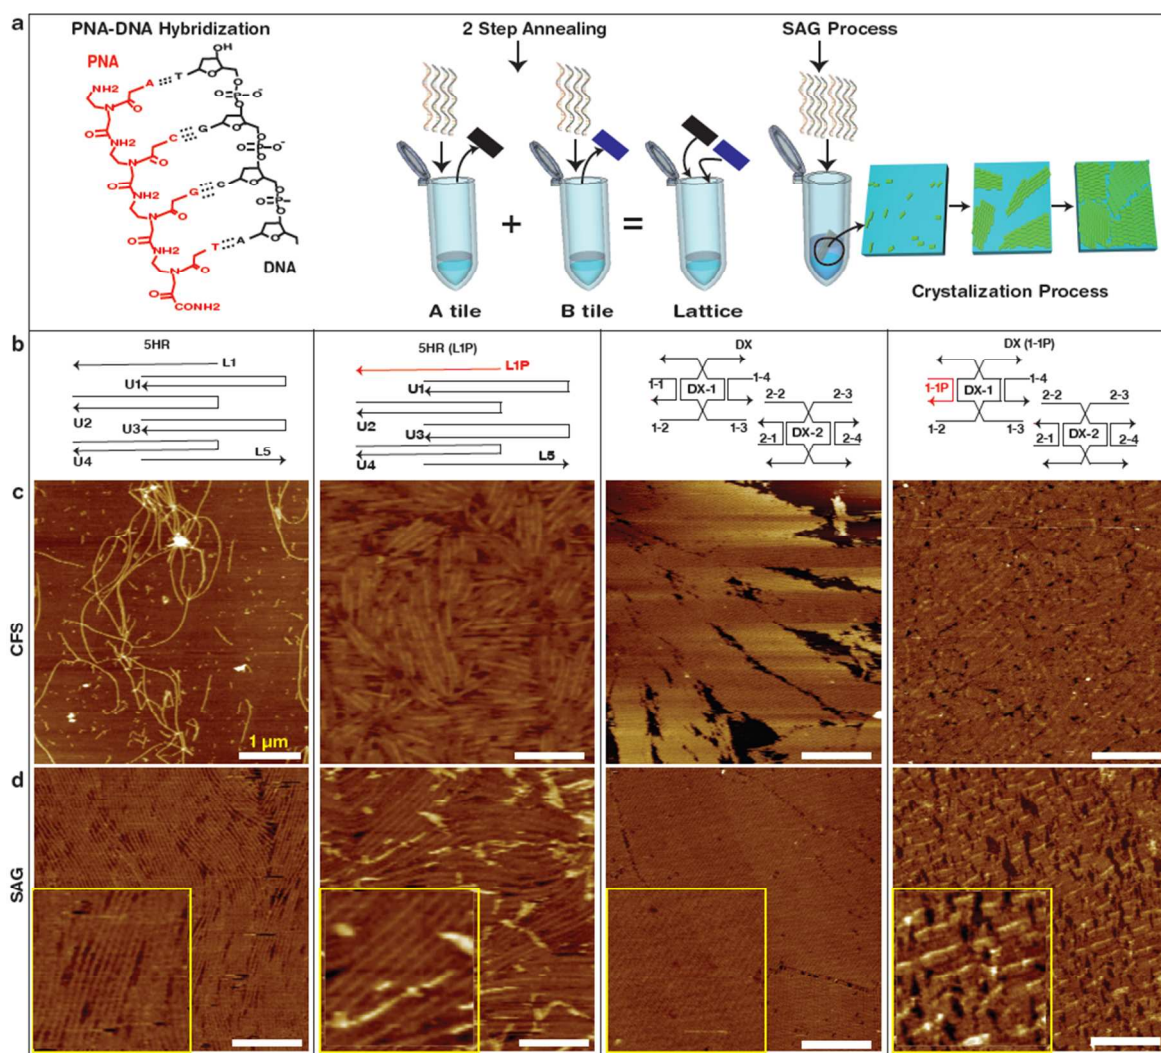 a
PNA-DNA Hybridization
2 Step Annealing
SAG Process
PNA
OH
NH2
A
T
N
O
O
O
O=P-O-
O
NH2
C
G
N
O
O
O
O=P-O-
O
NH2
G
C
N
O
O
O
O=P-O-
O
NH2
T
A
N
O
O
O
CONH2
DNA
+
=
A tile
B tile
Lattice
Crystalization Process
b
5HR
5HR (L1P)
DX
DX (1-1P)
L1
U1
U2
U3
U4
L5
L1P
U1
U2
U3
U4
L5
1-1
DX-1
1-4
2-2
2-3
1-2
1-3
2-1
DX-2
2-4
1-1P
DX-1
1-4
2-2
2-3
1-2
1-3
2-1
DX-2
2-4
c
CFS
1 μm
d
SAG